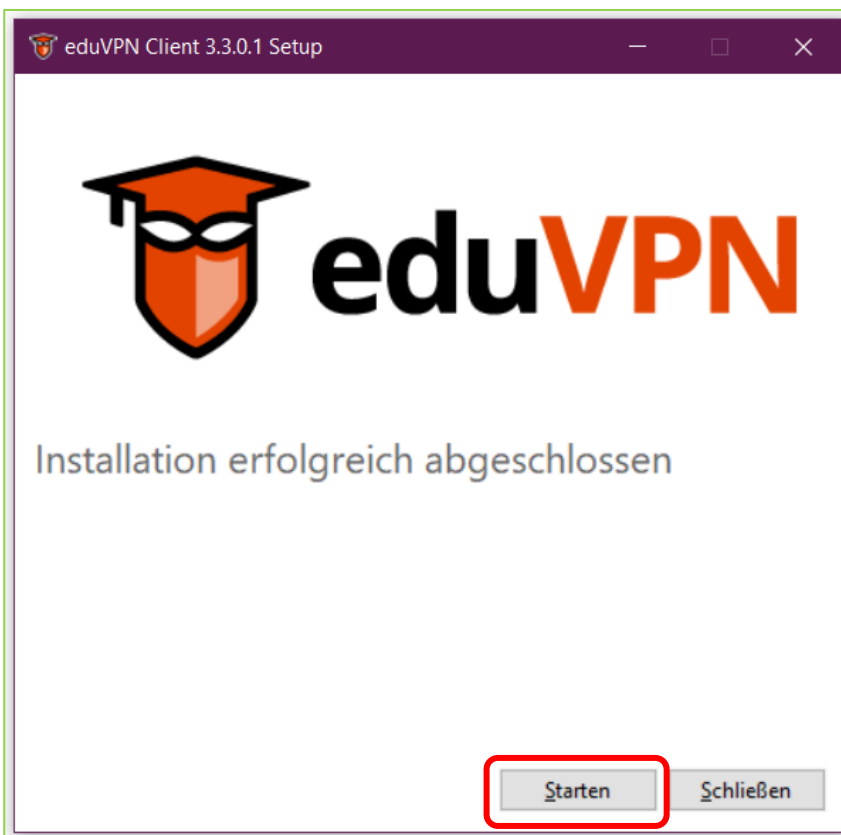 eduVPN Client 3.3.0.1 Setup
eduVPN
Installation erfolgreich abgeschlossen
Starten
Schließen